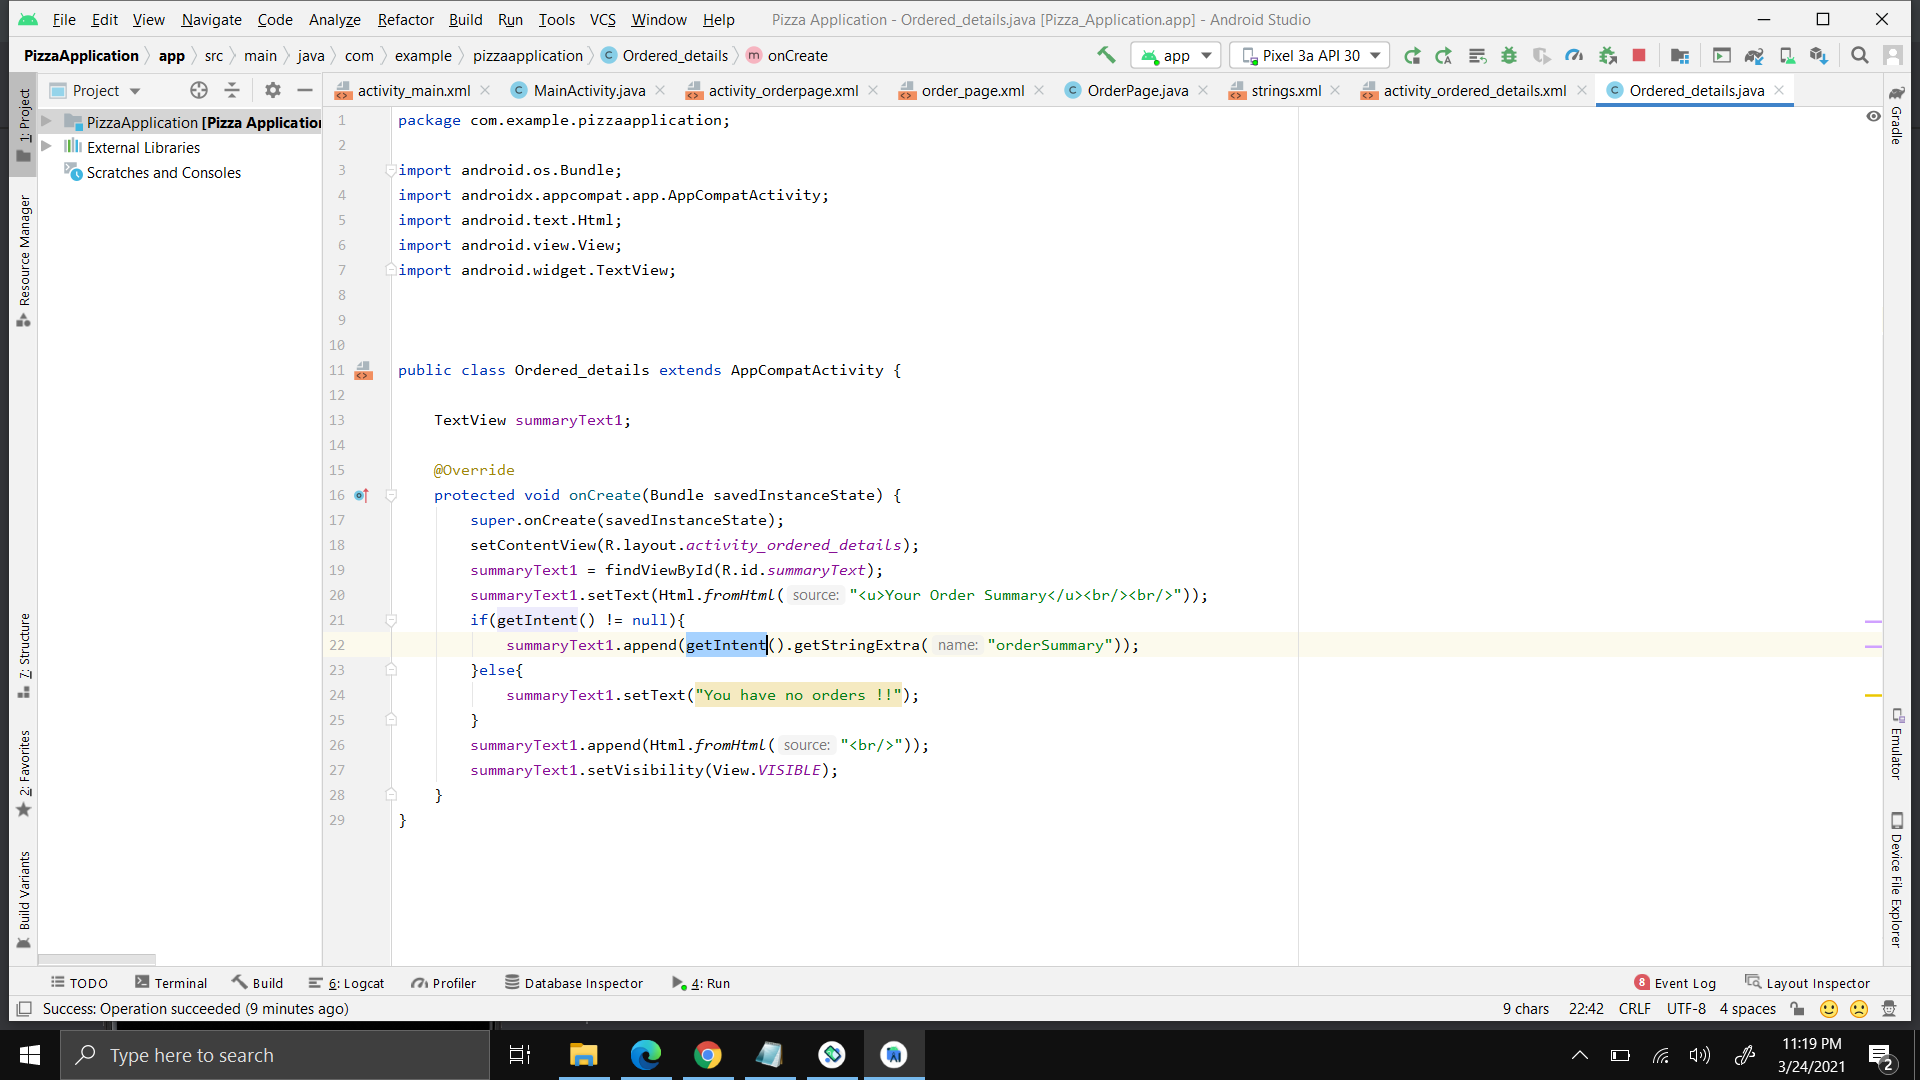 File Edit View Navigate Code Analyze Refactor Build Run Tools VCS Window Help Pizza Application - Ordered_details.java [Pizza_Application.app] - Android Studio
PizzaApplication app src main java com example pizzaapplication C Ordered_details m onCreate app Pixel 3a API 30
Project activity_main.xml C MainActivity.java activity_orderpage.xml order_page.xml C OrderPage.java strings.xml activity_ordered_details.xml C Ordered_details.java
PizzaApplication [Pizza Application
External Libraries
Scratches and Consoles
1: Project
Resource Manager
7: Structure
2: Favorites
Build Variants
1 package com.example.pizzaapplication;
2
3 import android.os.Bundle;
4 import androidx.appcompat.app.AppCompatActivity;
5 import android.text.Html;
6 import android.view.View;
7 import android.widget.TextView;
8
9
10
11 public class Ordered_details extends AppCompatActivity {
12
13 TextView summaryText1;
14
15 @Override
16 protected void onCreate(Bundle savedInstanceState) {
17 super.onCreate(savedInstanceState);
18 setContentView(R.layout.activity_ordered_details);
19 summaryText1 = findViewById(R.id.summaryText);
20 summaryText1.setText(Html.fromHtml( source: "<u>Your Order Summary</u><br/><br/>"));
21 if(getIntent() != null){
22 summaryText1.append(getIntent().getStringExtra( name: "orderSummary"));
23 }else{
24 summaryText1.setText("You have no orders !!");
25 }
26 summaryText1.append(Html.fromHtml( source: "<br/>"));
27 summaryText1.setVisibility(View.VISIBLE);
28 }
29 }
Gradle
Emulator
Device File Explorer
TODO Terminal Build 6: Logcat Profiler Database Inspector 4: Run 8 Event Log Layout Inspector
Success: Operation succeeded (9 minutes ago) 9 chars 22:42 CRLF UTF-8 4 spaces
Type here to search 11:19 PM
3/24/2021 2